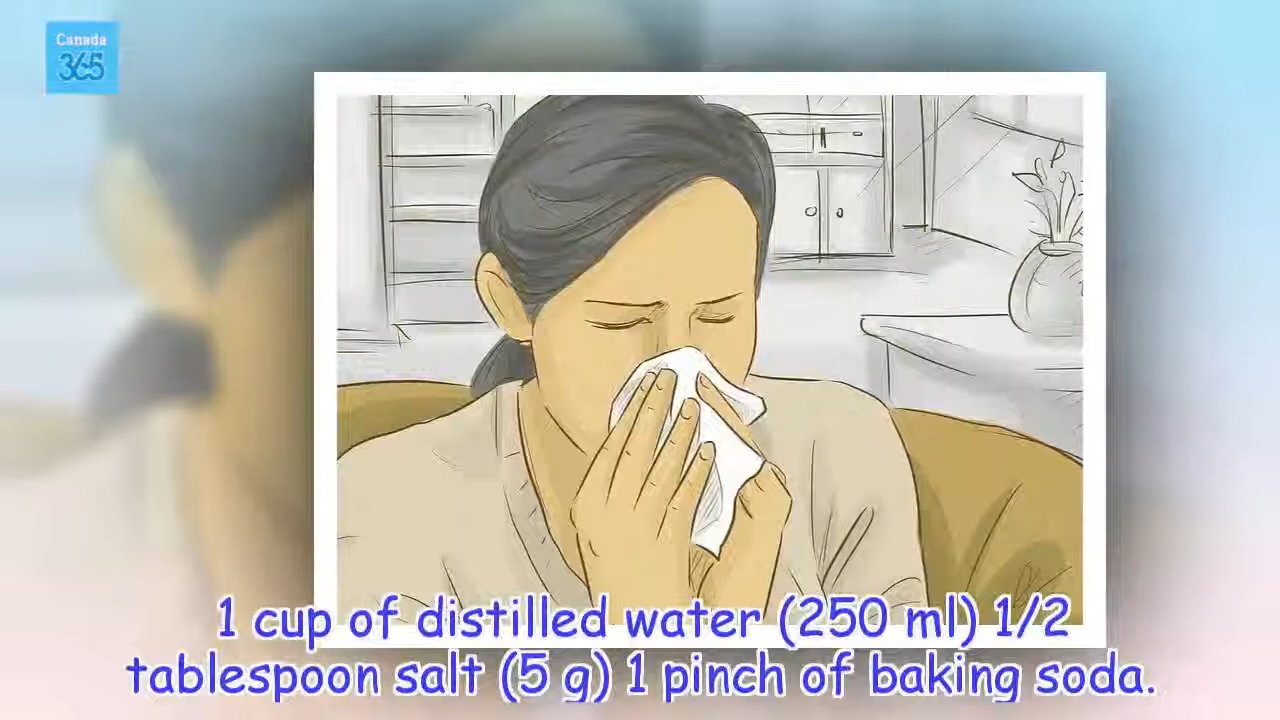 Canada
365
1 cup of distilled water (250 ml) 1/2
tablespoon salt (5 g) 1 pinch of baking soda.